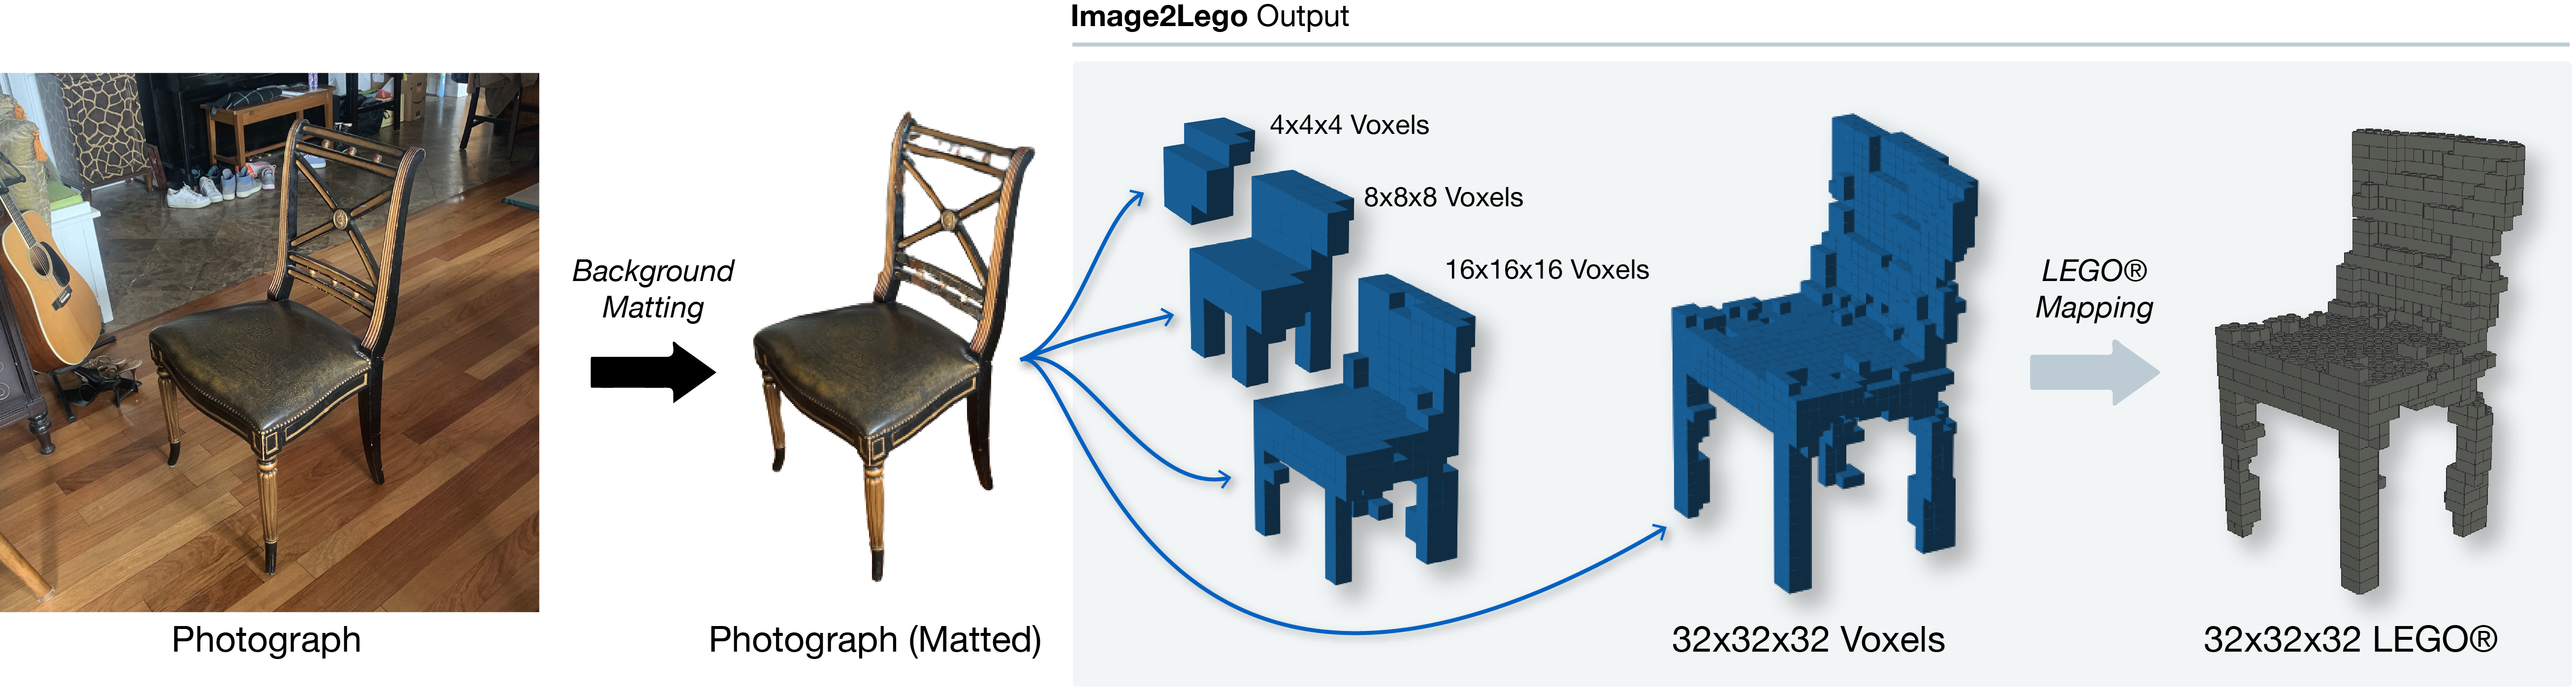 Image2Lego Output
4x4x4 Voxels
8x8x8 Voxels
16x16x16 Voxels
Background
Matting
LEGO®
Mapping
Photograph
Photograph (Matted)
32x32x32 Voxels
32x32x32 LEGO®